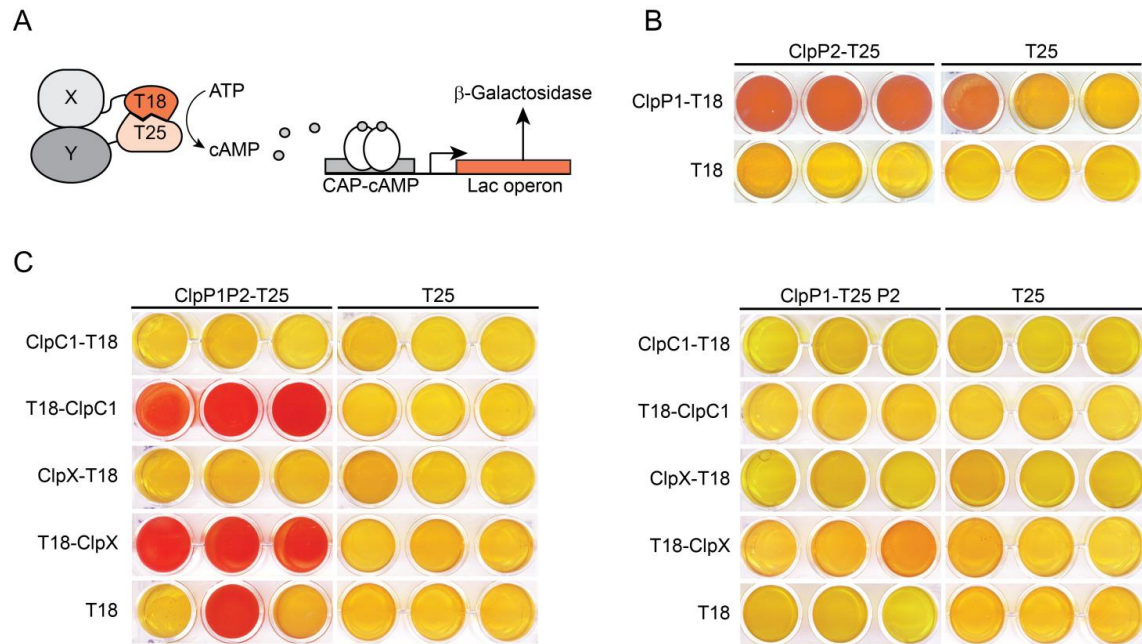 A
X
Y
T18
T25
ATP
cAMP
β-Galactosidase
CAP-cAMP
Lac operon
B
ClpP2-T25 T25
ClpP1-T18
T18
C
ClpP1P2-T25 T25
ClpC1-T18
T18-ClpC1
ClpX-T18
T18-ClpX
T18
ClpP1-T25 P2 T25
ClpC1-T18
T18-ClpC1
ClpX-T18
T18-ClpX
T18